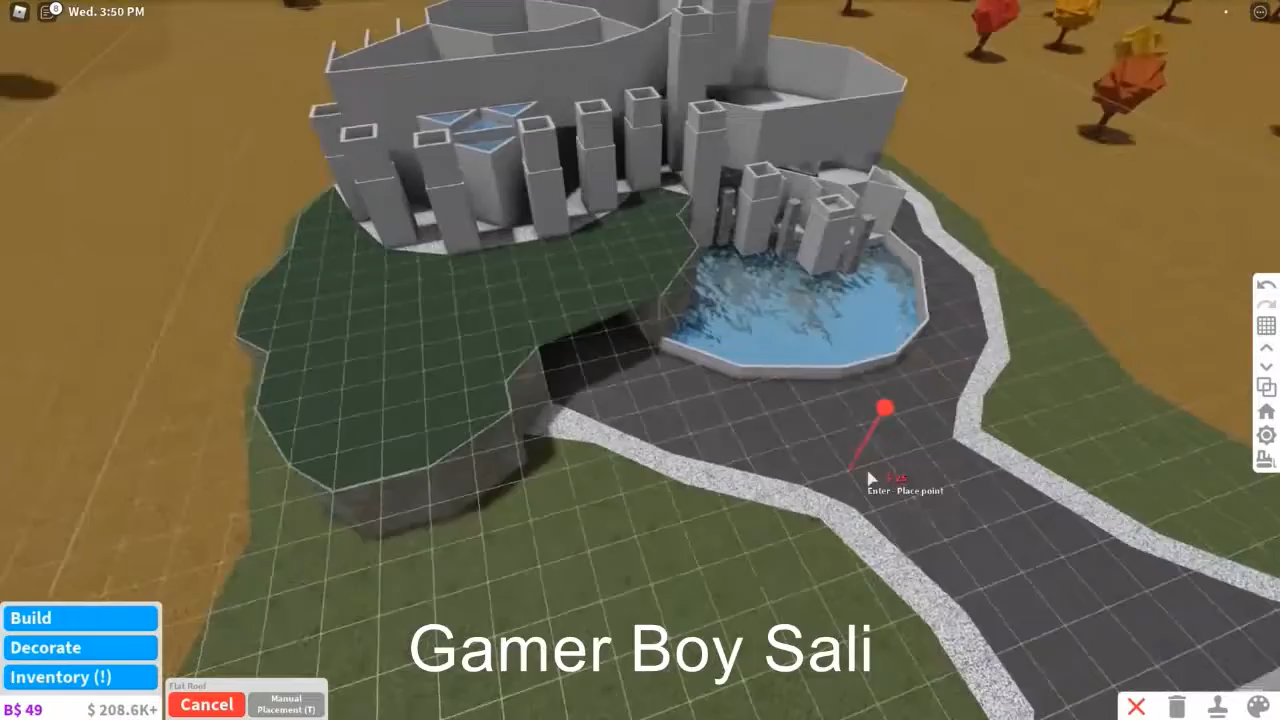 8
Wed. 3:50 PM
Enter - Place point
Gamer Boy Sali
Build
Decorate
Inventory (!)
Flat Roof
Cancel
Manual
Placement (T)
B$ 49
$ 208.6K+